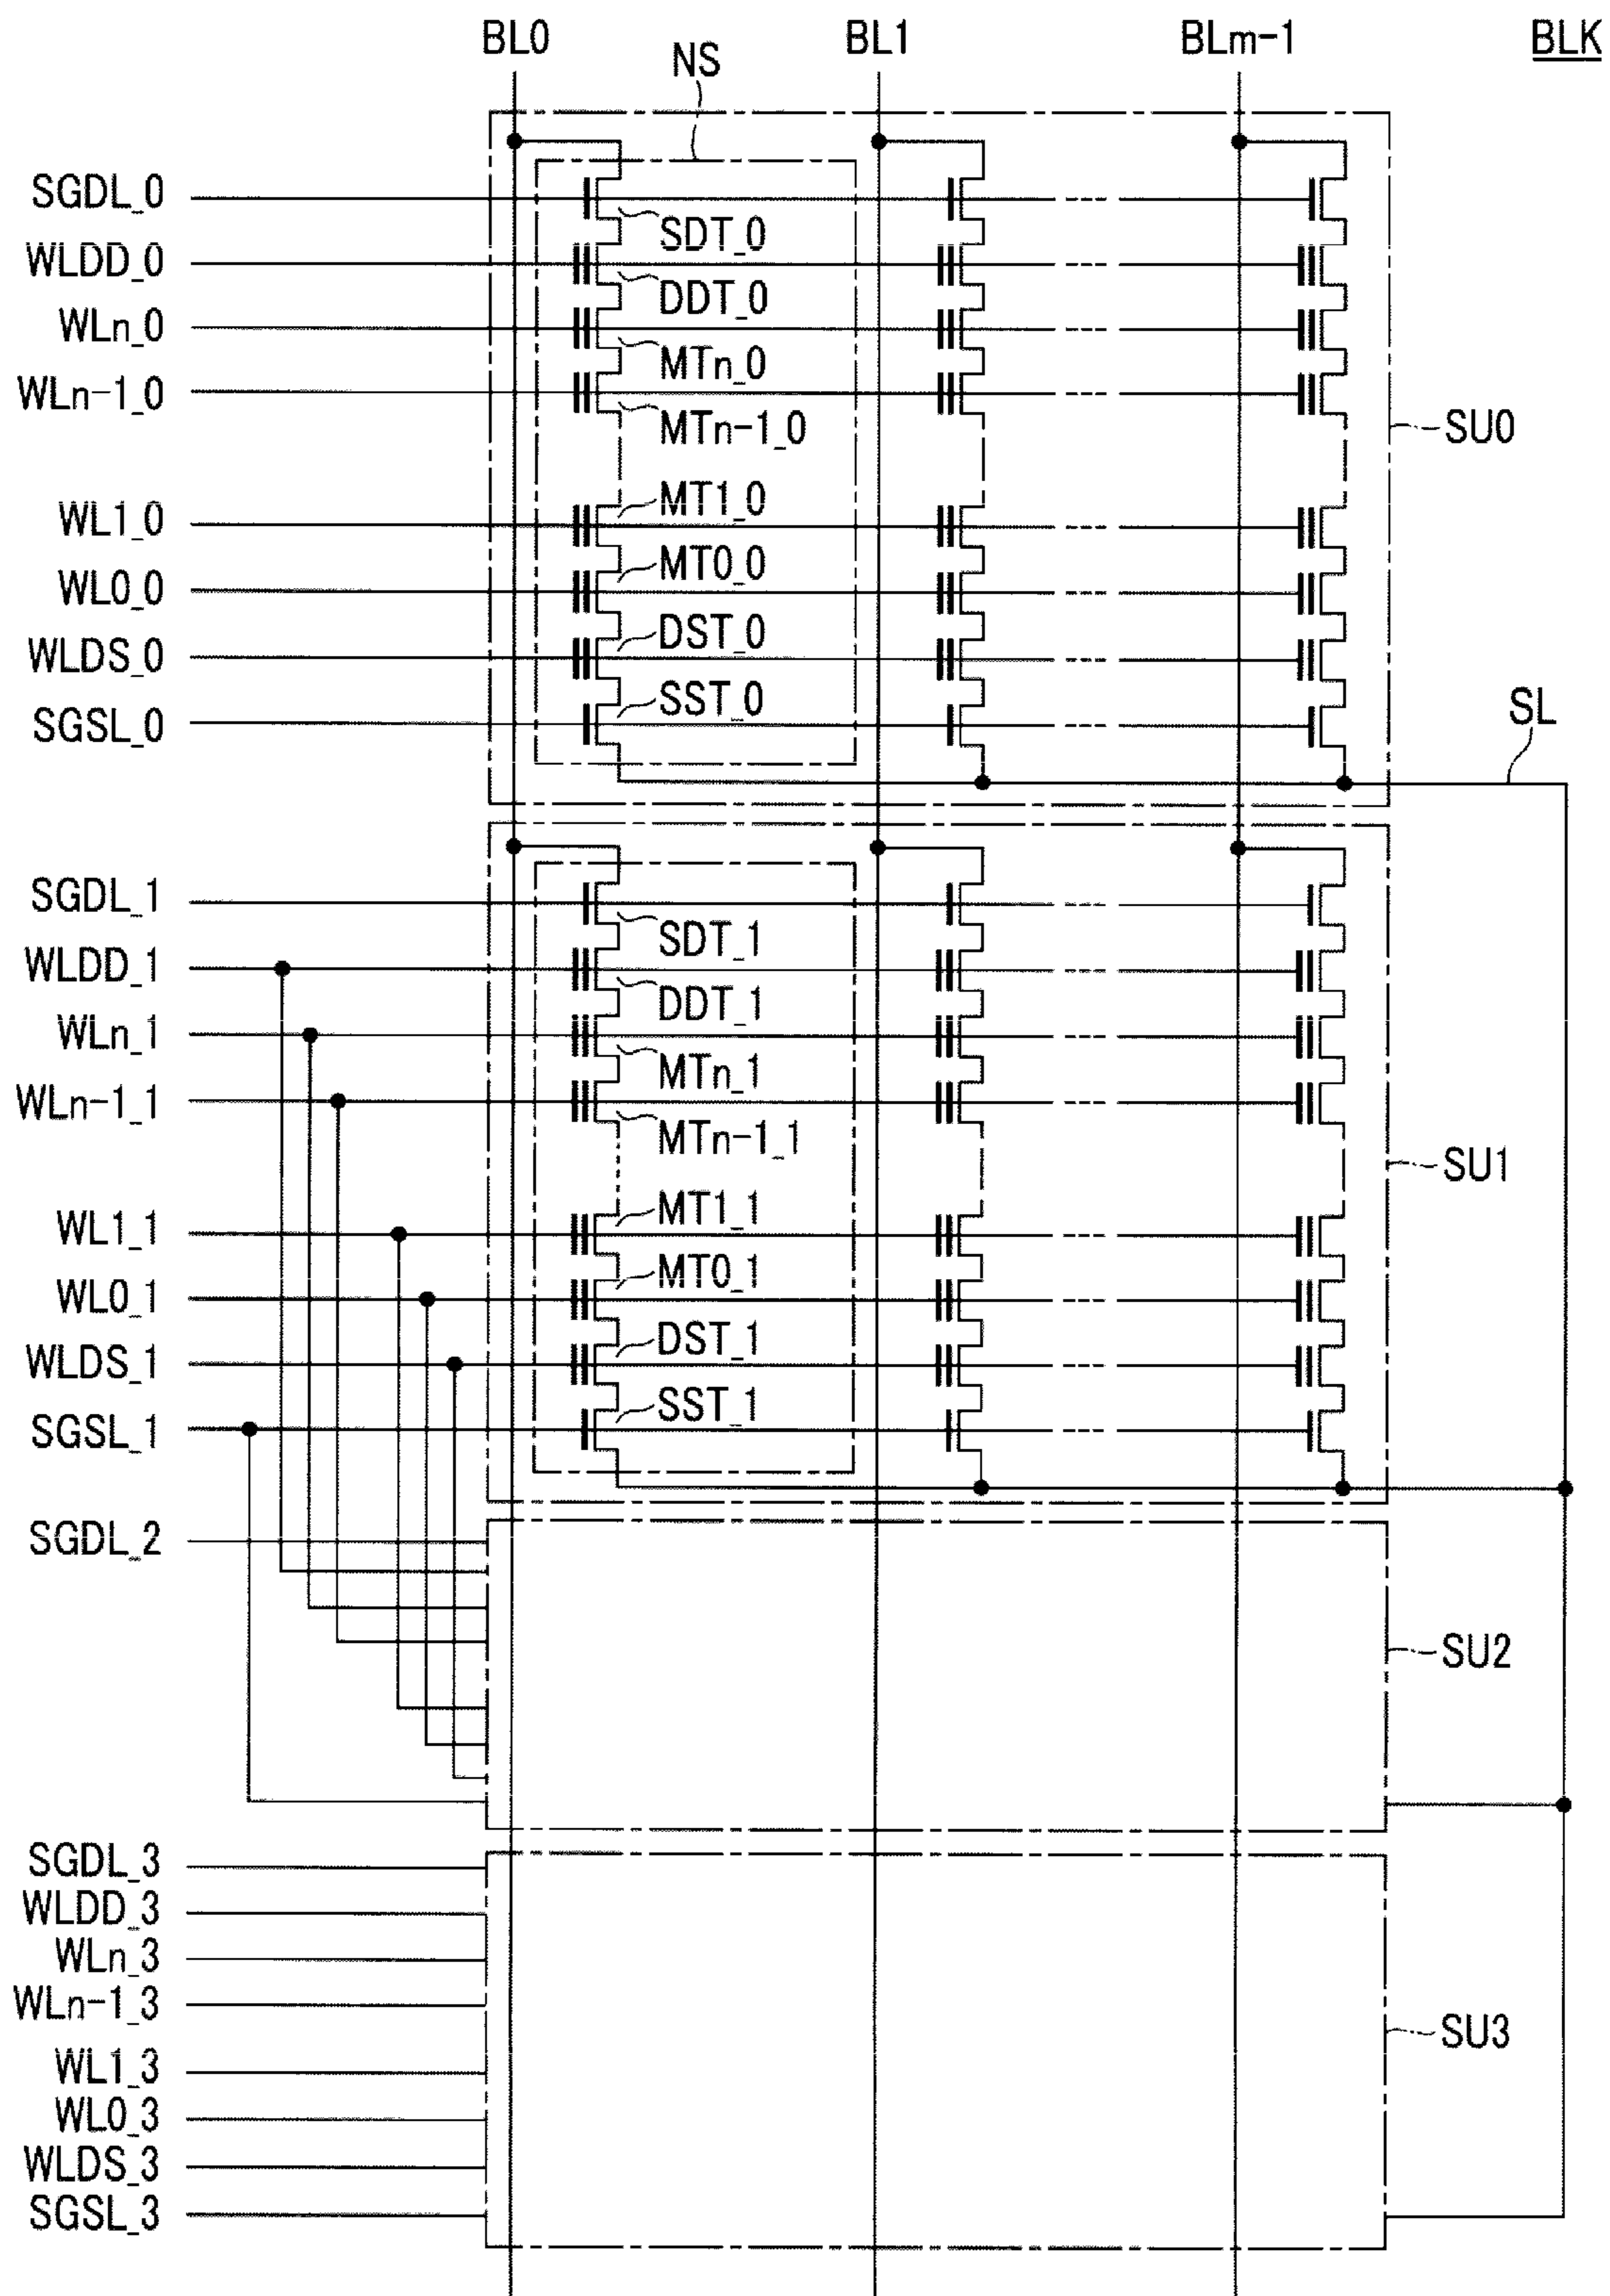 BL0 BL1 BLm-1 BLK
NS
SGDL_0
SDT_0
WLDD_0
DDT_0
WLn_0
MTn_0
WLn-1_0
MTn-1_0
SU0
MT1_0
WL1_0
MT0_0
WL0_0
DST_0
WLDS_0
SST_0
SGSL_0
SL
SGDL_1
SDT_1
WLDD_1
DDT_1
WLn_1
MTn_1
WLn-1_1
MTn-1_1
SU1
MT1_1
WL1_1
MT0_1
WL0_1
DST_1
WLDS_1
SST_1
SGSL_1
SGDL_2
SU2
SGDL_3
WLDD_3
WLn_3
WLn-1_3
SU3
WL1_3
WL0_3
WLDS_3
SGSL_3